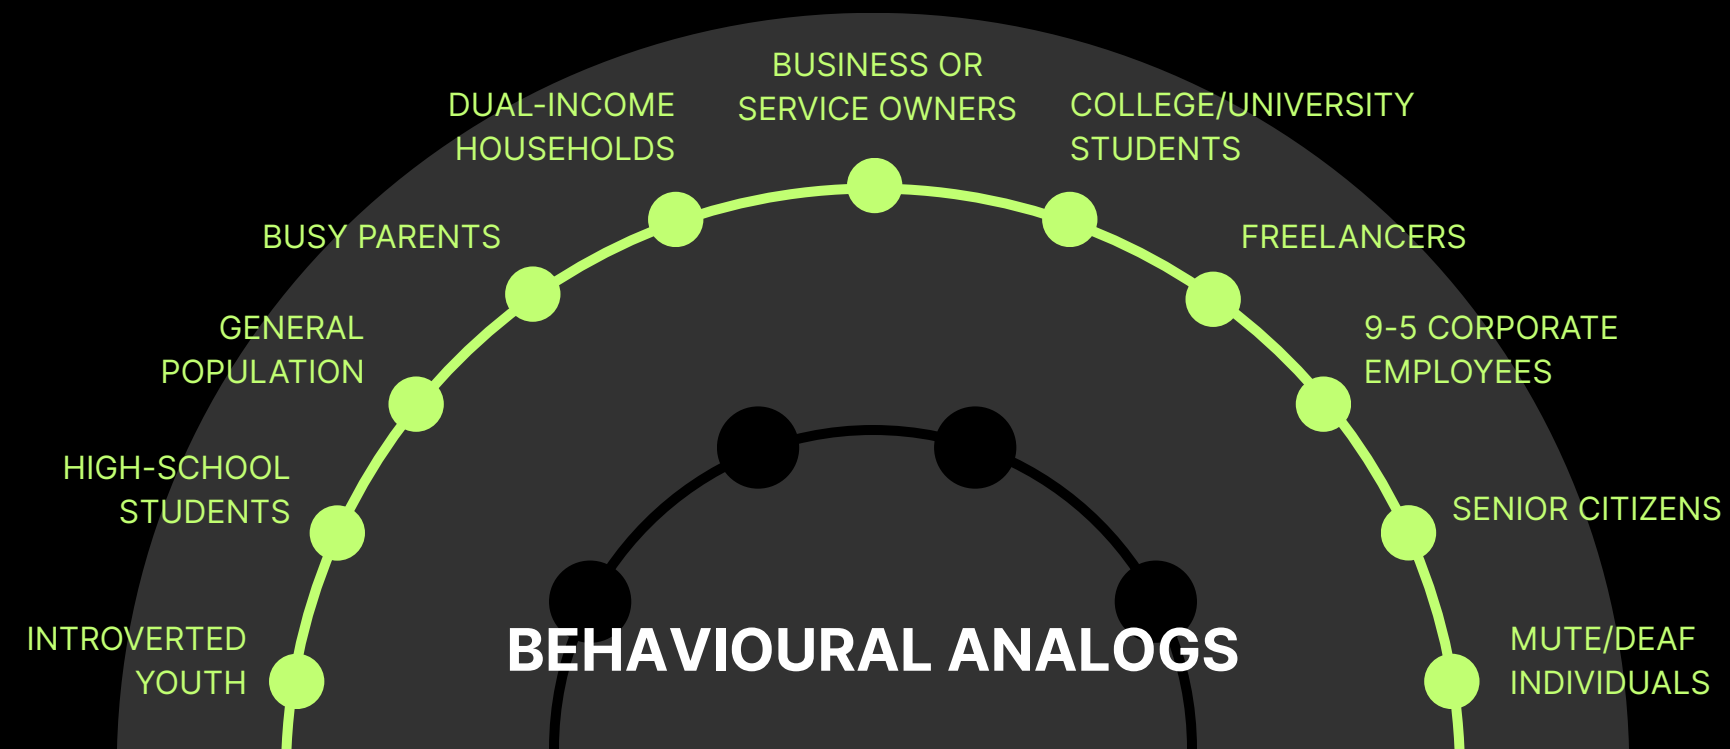 BUSINESS OR
SERVICE OWNERS
DUAL-INCOME
HOUSEHOLDS
COLLEGE/UNIVERSITY
STUDENTS
BUSY PARENTS
FREELANCERS
GENERAL
POPULATION
9-5 CORPORATE
EMPLOYEES
HIGH-SCHOOL
STUDENTS
SENIOR CITIZENS
INTROVERTED
YOUTH
BEHAVIOURAL ANALOGS
MUTE/DEAF
INDIVIDUALS